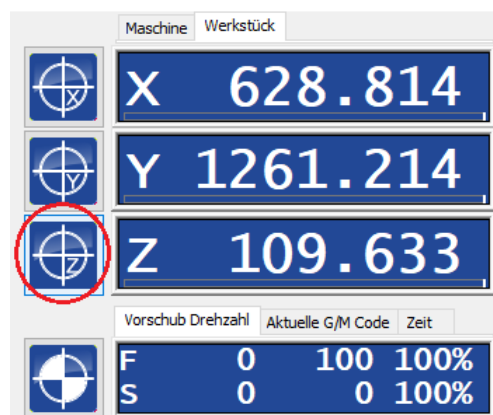 Maschine Werkstück
X X 628.814
Y Y 1261.214
Z Z 109.633
Vorschub Drehzahl Aktuelle G/M Code Zeit
F 0 100 100%
S 0 0 100%